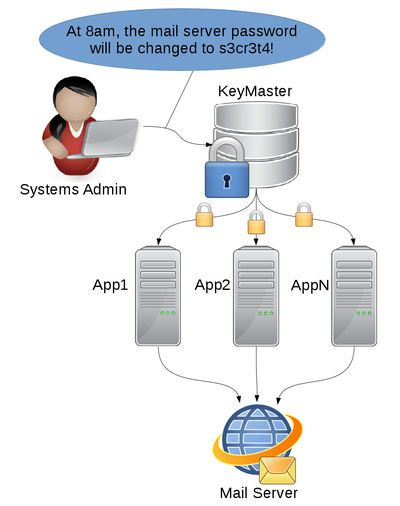 At 8am, the mail server password
will be changed to s3cr3t4!
KeyMaster
Systems Admin
App1
App2
AppN
Mail Server